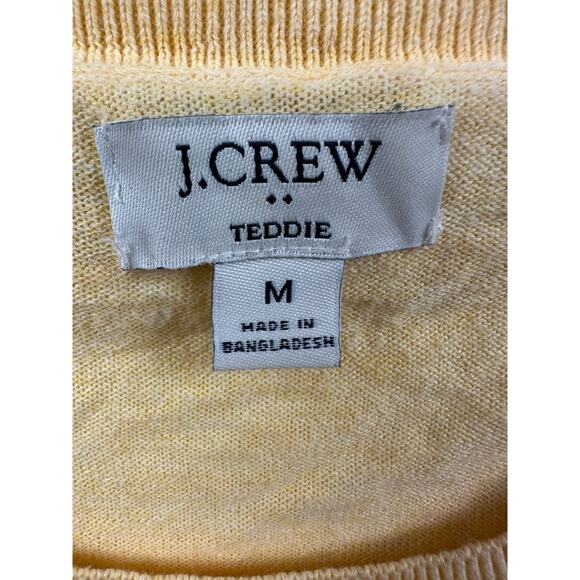 J.CREW
••
TEDDIE
M
MADE IN
BANGLADESH